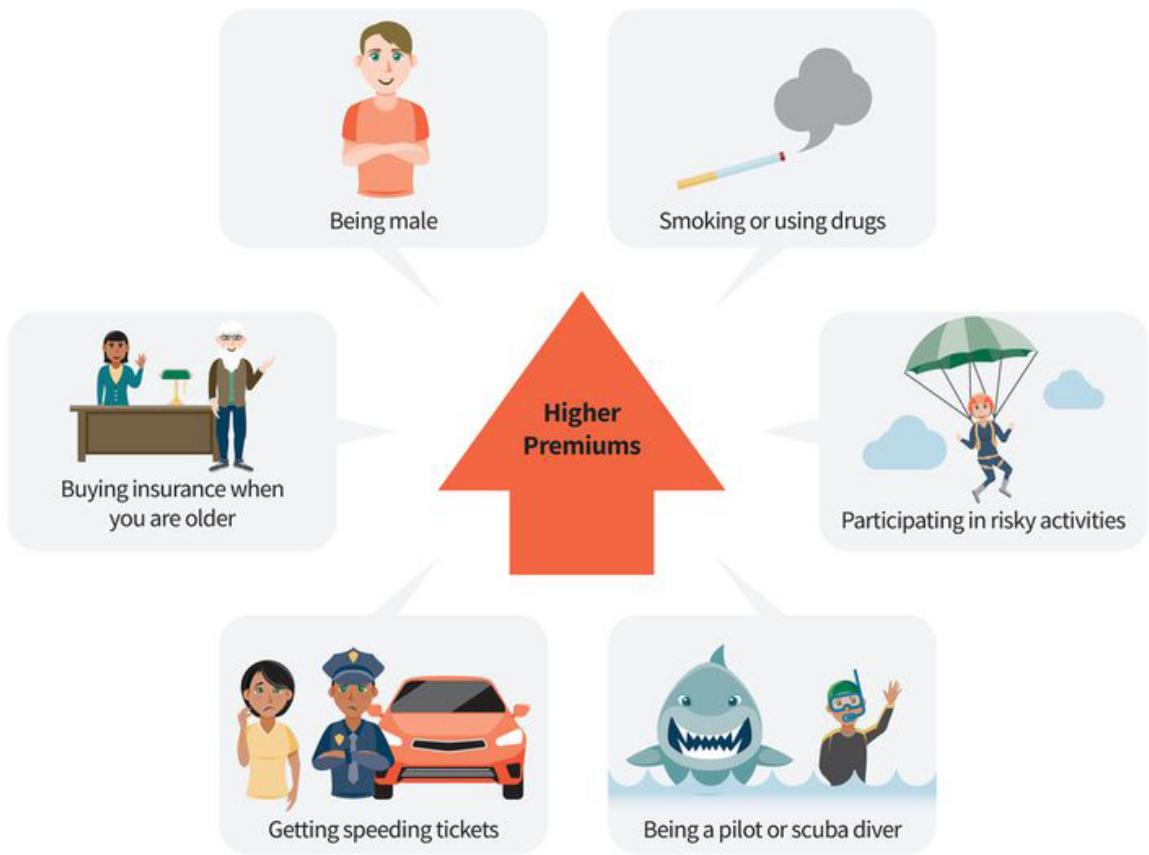 Being male
Smoking or using drugs
Higher
Premiums
Buying insurance when
you are older
Participating in risky activities
Getting speeding tickets
Being a pilot or scuba diver